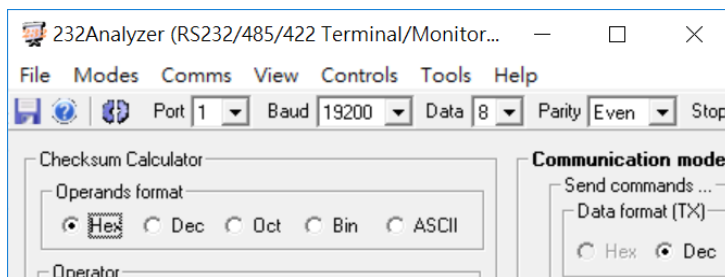 232Analyzer (RS232/485/422 Terminal/Monitor...
File Modes Comms View Controls Tools Help
Port 1 Baud 19200 Data 8 Parity Even Stop
Checksum Calculator
Operands format
Hex Dec Oct Bin ASCII
Operator
Communication mode
Send commands ...
Data format (TX)
Hex Dec